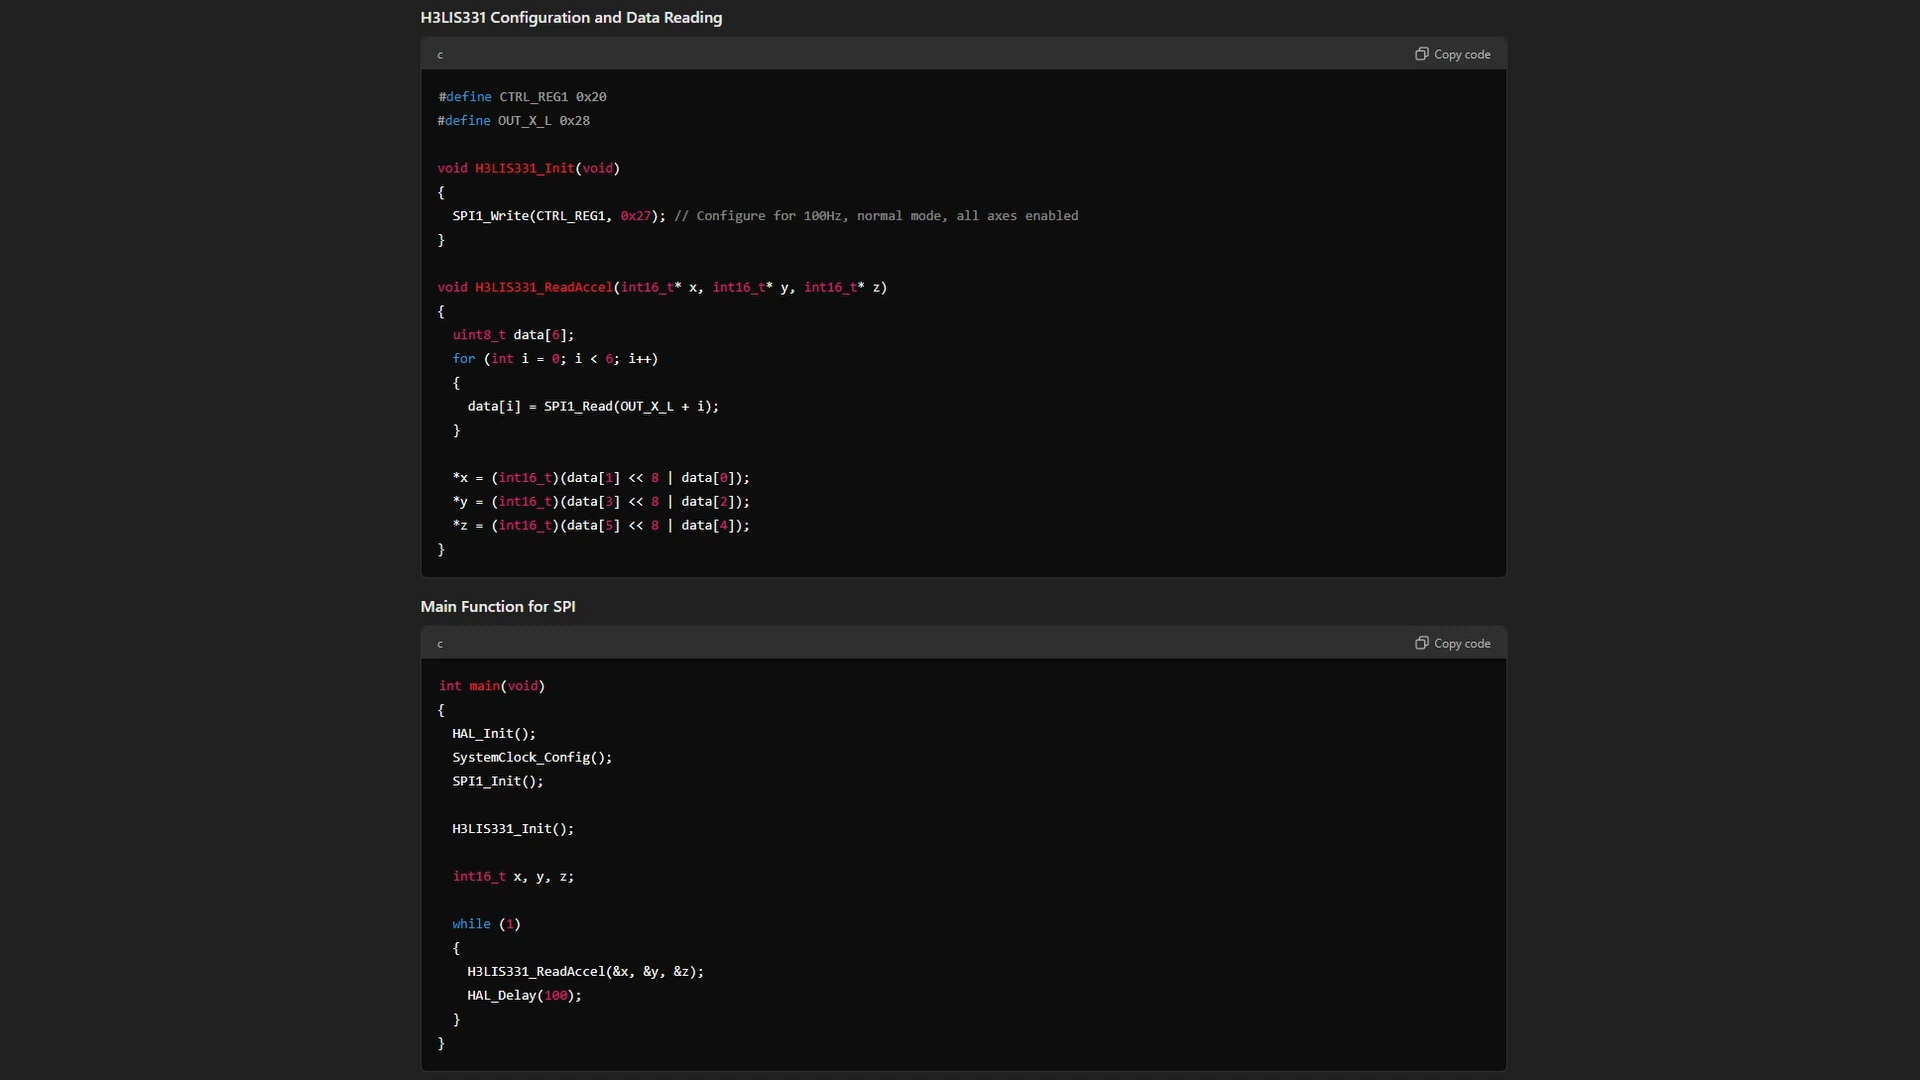 H3LIS331 Configuration and Data Reading
c
Copy code
#define CTRL_REG1 0x20
#define OUT_X_L 0x28
void H3LIS331_Init(void)
{
SPI1_Write(CTRL_REG1, 0x27); // Configure for 100Hz, normal mode, all axes enabled
}
void H3LIS331_ReadAccel(int16_t* x, int16_t* y, int16_t* z)
{
uint8_t data[6];
for (int i = 0; i < 6; i++)
{
data[i] = SPI1_Read(OUT_X_L + i);
}
*x = (int16_t)(data[1] << 8 | data[0]);
*y = (int16_t)(data[3] << 8 | data[2]);
*z = (int16_t)(data[5] << 8 | data[4]);
}
Main Function for SPI
c
Copy code
int main(void)
{
HAL_Init();
SystemClock_Config();
SPI1_Init();
H3LIS331_Init();
int16_t x, y, z;
while (1)
{
H3LIS331_ReadAccel(&x, &y, &z);
HAL_Delay(100);
}
}